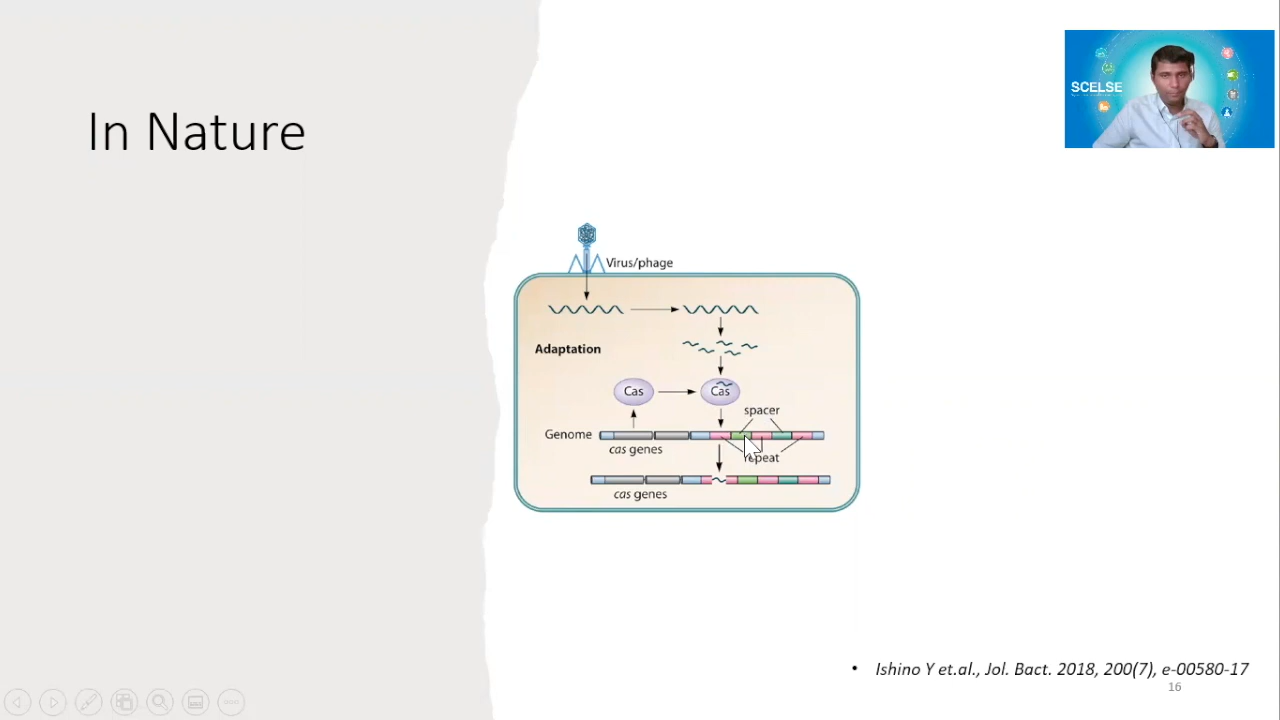 In Nature
SCELSE
Virus/phage
Adaptation
Cas
Cas
spacer
Genome
cas genes
repeat
cas genes
• Ishino Y et.al., Jol. Bact. 2018, 200(7), e-00580-17
16